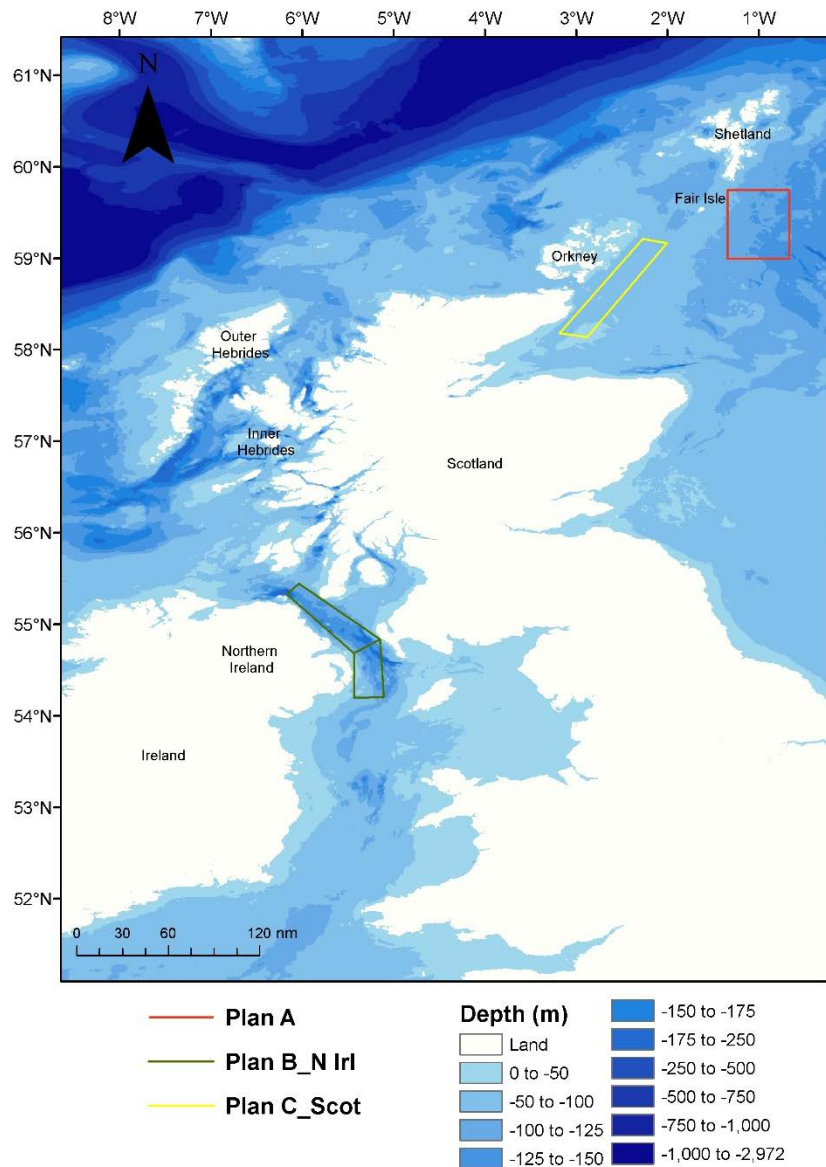 8°W 7°W 6°W 5°W 4°W 3°W 2°W 1°W
61°N
60°N
59°N
58°N
57°N
56°N
55°N
54°N
53°N
52°N
N
Shetland
Fair Isle
Orkney
Outer
Hebrides
Inner
Hebrides
Scotland
Northern
Ireland
Ireland
0 30 60 120 nm
Plan A
Plan B_N Irl
Plan C_Scot
Depth (m)
Land
0 to -50
-50 to -100
-100 to -125
-125 to -150
-150 to -175
-175 to -250
-250 to -500
-500 to -750
-750 to -1,000
-1,000 to -2,972